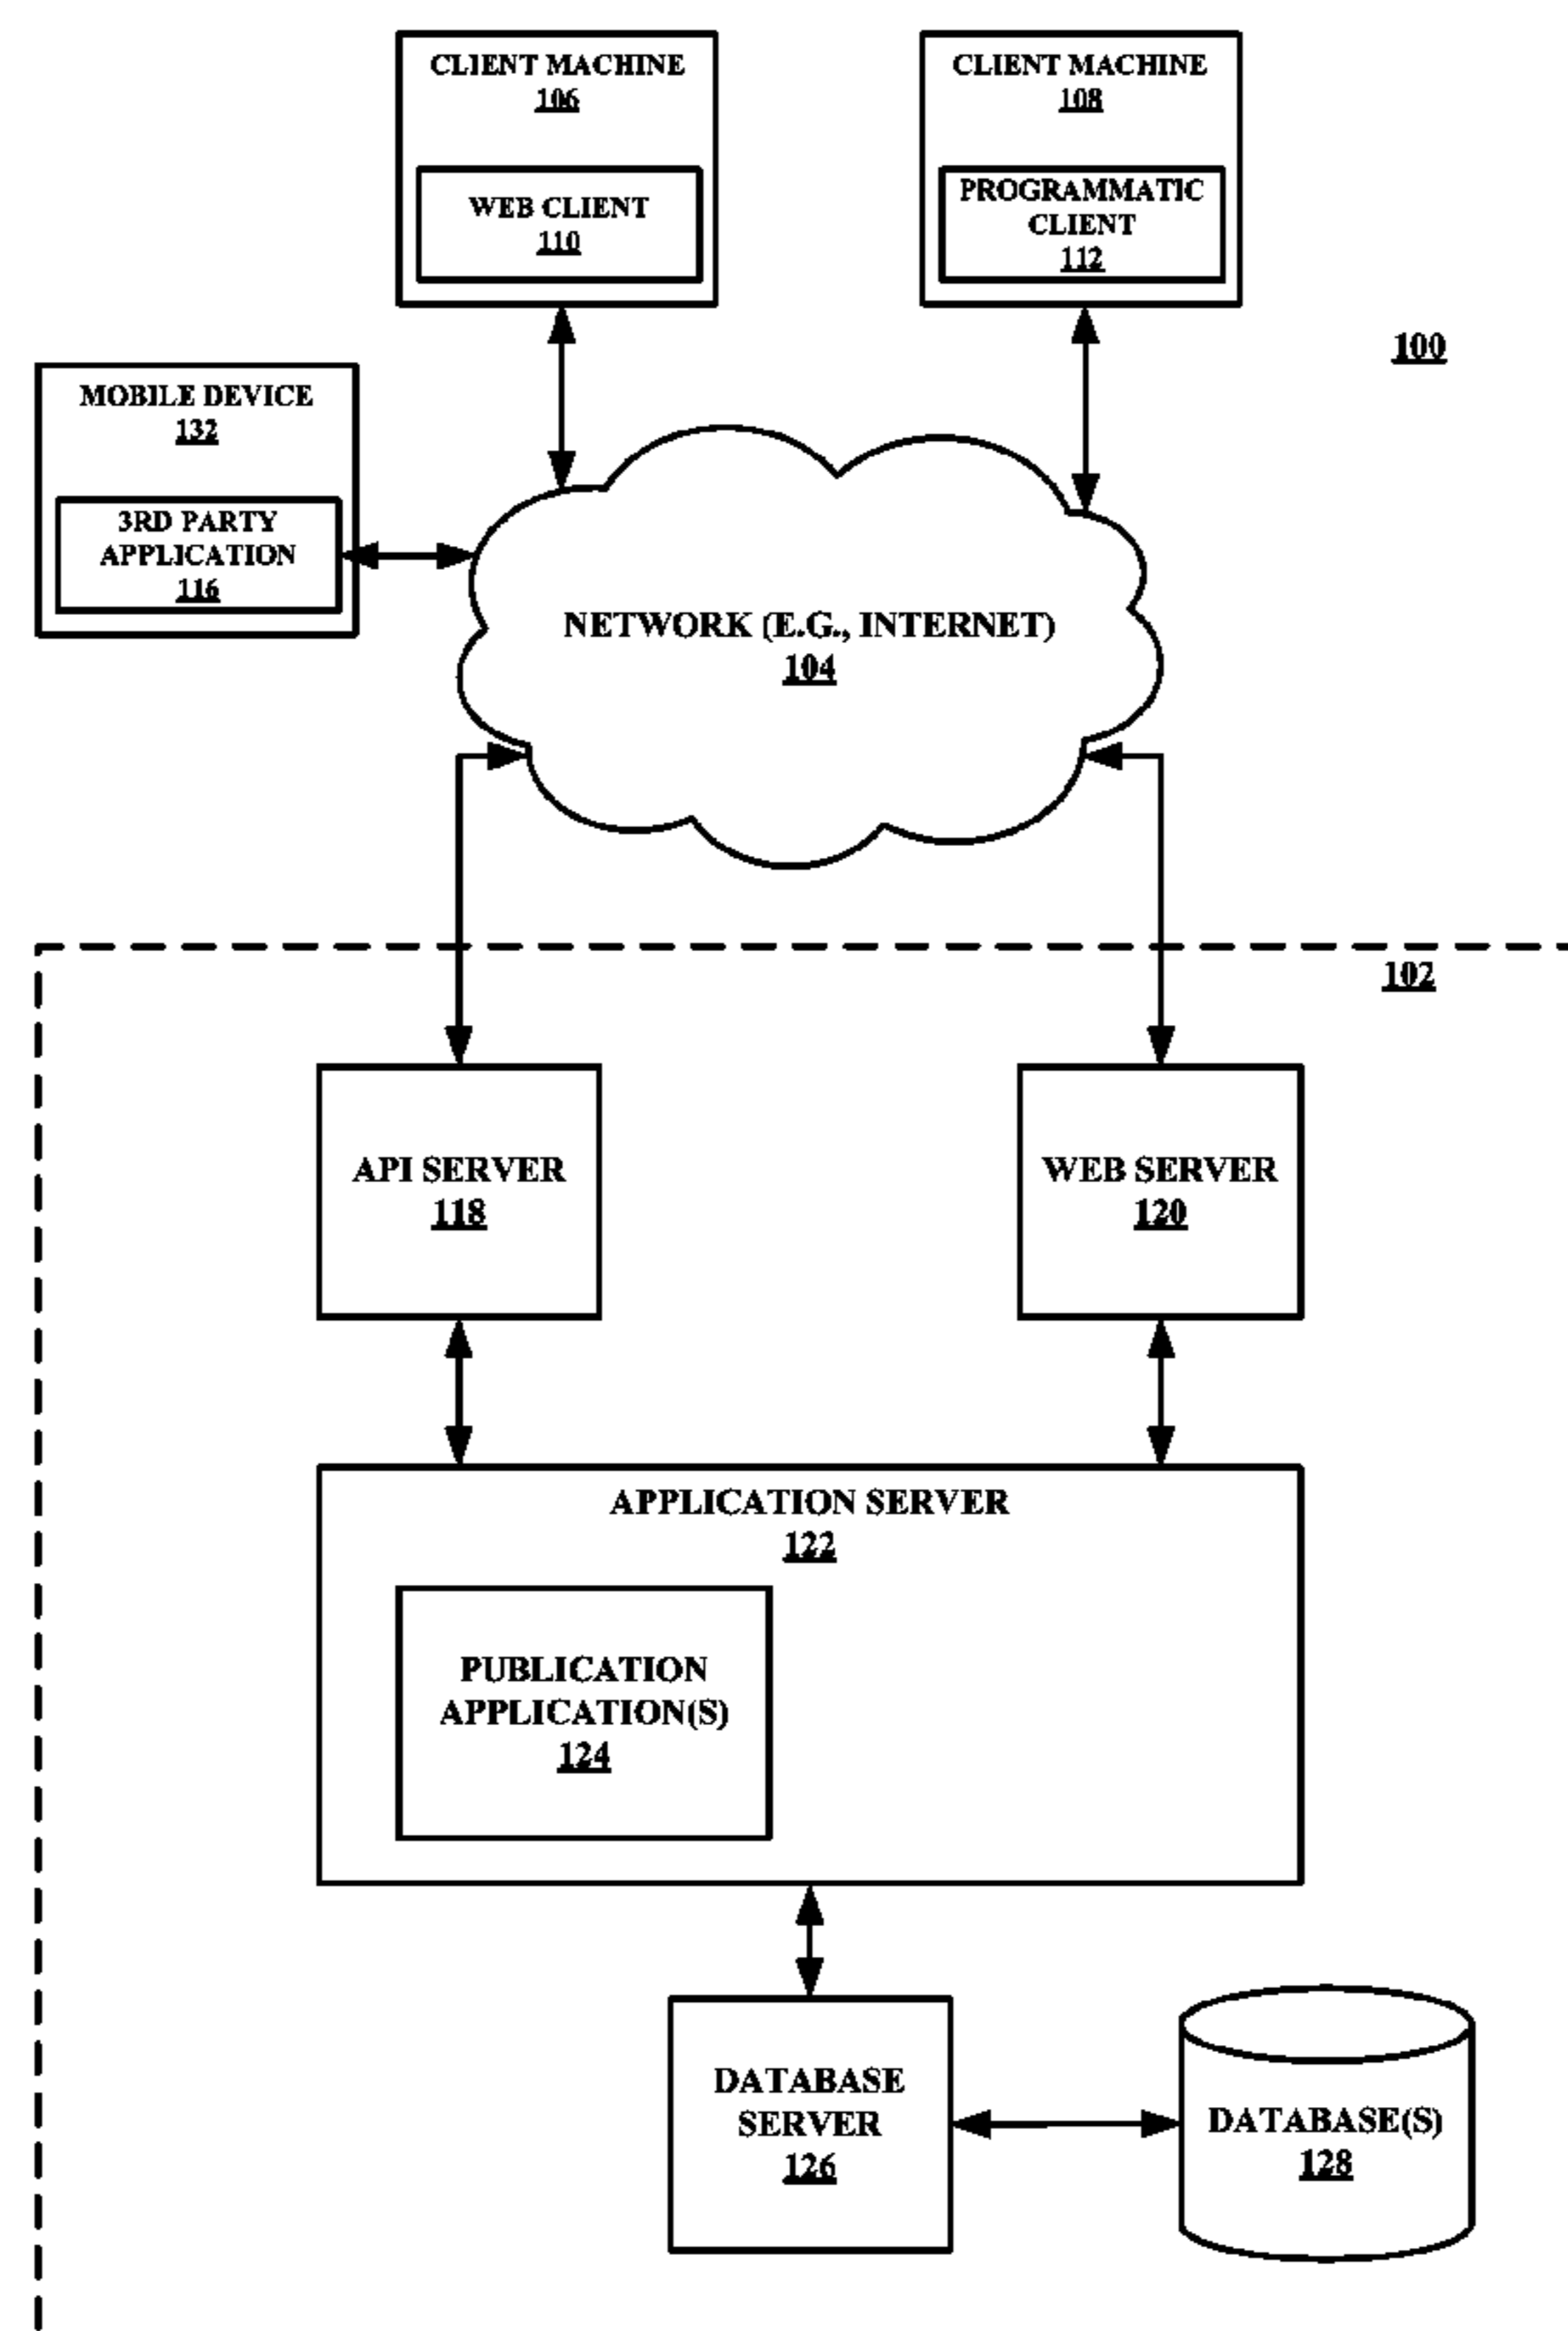 CLIENT MACHINE
106
WEB CLIENT
110
CLIENT MACHINE
108
PROGRAMMATIC
CLIENT
112
100
MOBILE DEVICE
132
3RD PARTY
APPLICATION
116
NETWORK (E.G., INTERNET)
104
102
API SERVER
118
WEB SERVER
120
APPLICATION SERVER
122
PUBLICATION
APPLICATION(S)
124
DATABASE
SERVER
126
DATABASE(S)
128